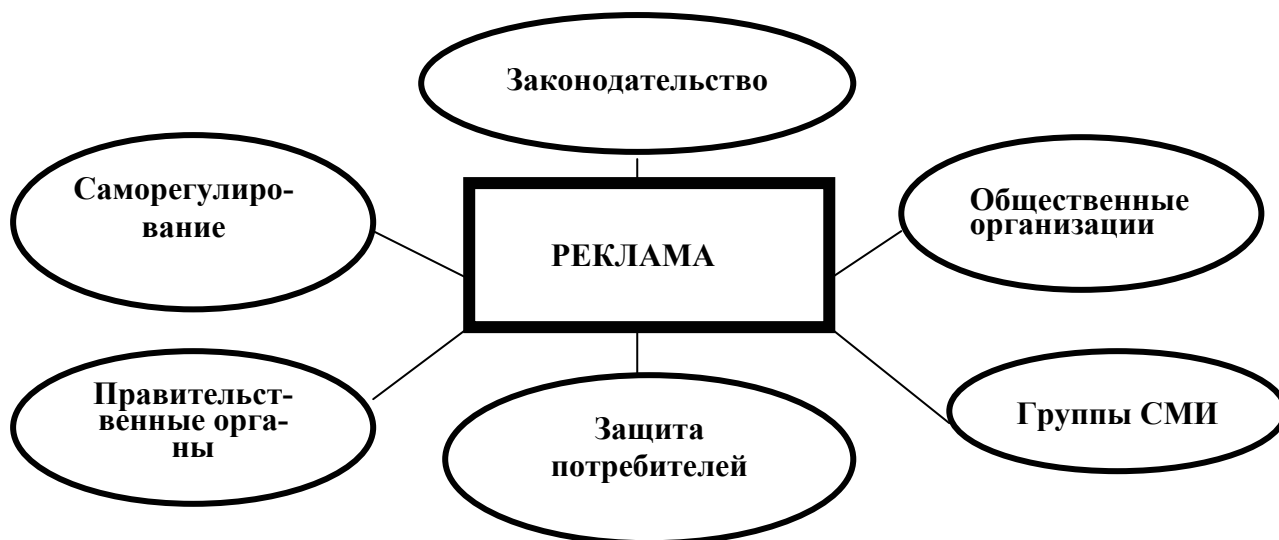 Законодательство
Саморегулиро-
вание
Общественные
организации
РЕКЛАМА
Правительст-
венные орга-
ны
Защита
потребителей
Группы СМИ